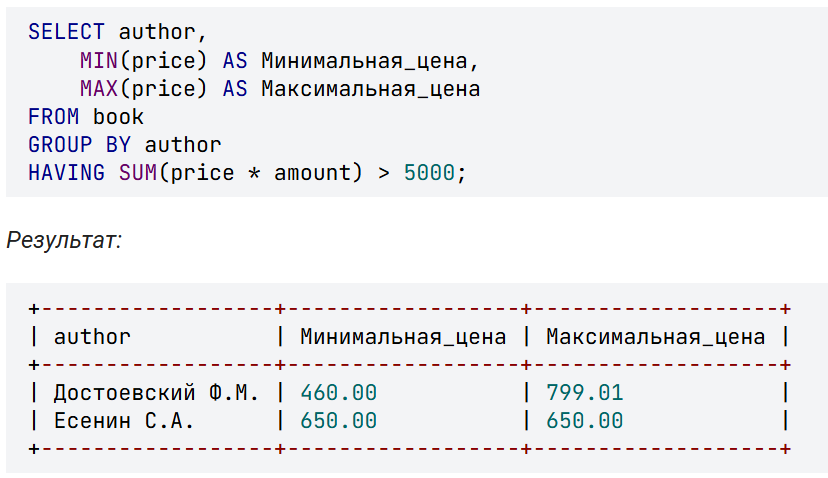 SELECT author,
    MIN(price) AS Минимальная_цена,
    MAX(price) AS Максимальная_цена
FROM book
GROUP BY author
HAVING SUM(price * amount) > 5000;
Результат:
+------------------+------------------+-------------------+
| author           | Минимальная_цена | Максимальная_цена |
+------------------+------------------+-------------------+
| Достоевский Ф.М. | 460.00           | 799.01            |
| Есенин С.А.      | 650.00           | 650.00            |
+------------------+------------------+-------------------+